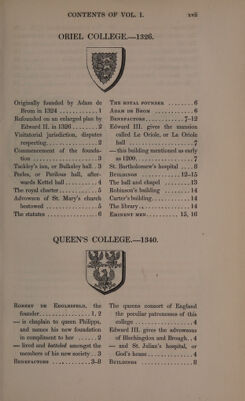 CONTENTS OF VOL. I. xvii
ORIEL COLLEGE.—1326.
Originally founded by Adam de
Brom in 1324 . . . . . . . . . . 1
Refounded on an enlarged plan by
Edward II. in 1326 . . . . . . . 2
Visitatorial jurisdiction, disputes
respecting . . . . . . . . . . . . 2
Commencement of the founda-
tion . . . . . . . . . . . . . . . 3
Tackley's inn, or Bulkeley hall . 3
Perles, or Perilous hall, after-
wards Kettel hall . . . . . . . . 4
The royal charter . . . . . . . . 5
Advowson of St. Mary's church
bestowed . . . . . . . . . . . . . 5
The statutes . . . . . . . . . . . 6
The royal founder . . . . . . . 6
Adam de Brom . . . . . . . . . . 6
Benefactors . . . . . . . . . 7–12
Edward III. gives the mansion
called Le Oriole, or La Oriole
hall . . . . . . . . . . . . . . . 7
— this building mentioned as early
as 1200 . . . . . . . . . . . . . . 7
St. Bartholomew's hospital . . . 8
Buildings . . . . . . . . . . 12–15
The hall and chapel . . . . . . 13
Robinson's building . . . . . . 14
Carter's building . . . . . . . . 14
The library . . . . . . . . . . . 14
Eminent men . . . . . . . . 15, 16
QUEEN'S COLLEGE.—1340.
Robert de Egglesfield, the
founder . . . . . . . . . . . . 1, 2
— is chaplain to queen Philippa,
and names his new foundation
in compliment to her . . . . . . 2
— lived and battled amongst the
members of his new society . . 3
Benefactors . . . . . . . . . . 3–8
The queens consort of England
the peculiar patronesses of this
college . . . . . . . . . . . . . . 4
Edward III. gives the advowsons
of Blechingdon and Brough . . 4
— and St. Julian's hospital, or
God's house . . . . . . . . . . . 4
Buildings . . . . . . . . . . . . 8